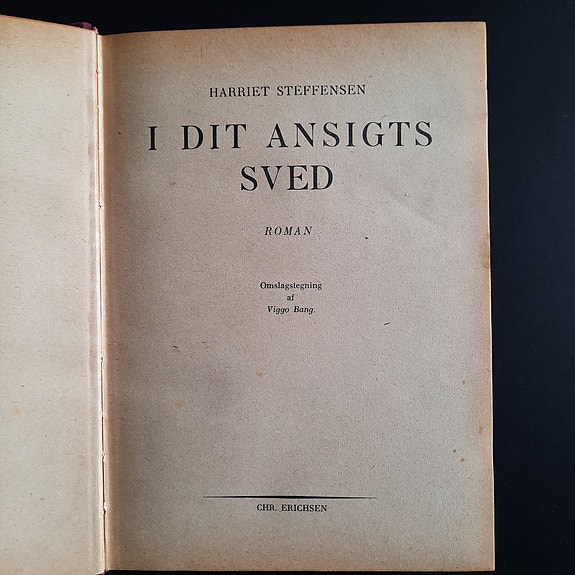 HARRIET STEFFENSEN
I DIT ANSIGTS
SVED
ROMAN
Omslagstegning
af
Viggo Bang.
CHR. ERICHSEN